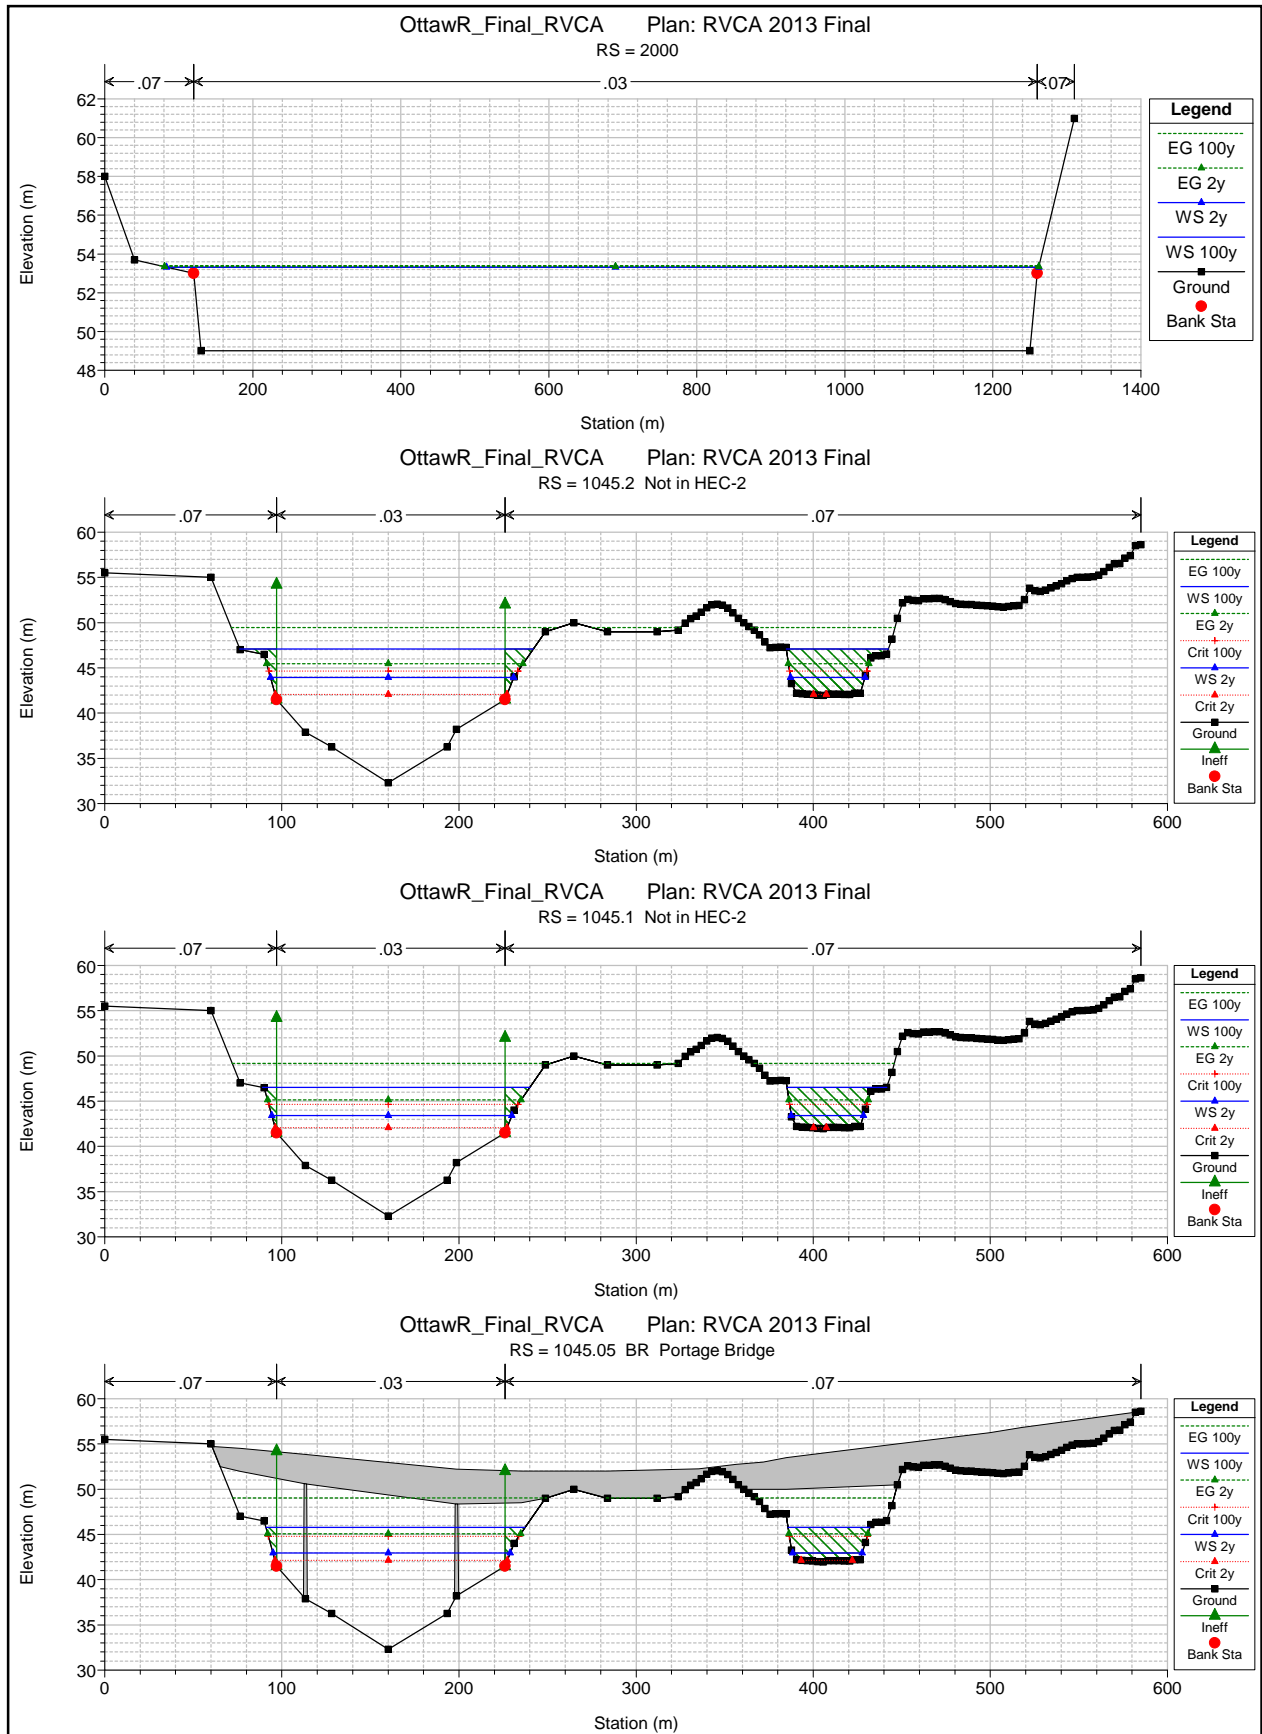 OttawR_Final_RVCA Plan: RVCA 2013 Final
RS = 2000
.07 .03 .07
62
60
58
56
54
52
50
48
Elevation (m)
0 200 400 600 800 1000 1200 1400
Station (m)
Legend
EG 100y
EG 2y
WS 2y
WS 100y
Ground
Bank Sta
OttawR_Final_RVCA Plan: RVCA 2013 Final
RS = 1045.2 Not in HEC-2
.07 .03 .07
60
55
50
45
40
35
30
Elevation (m)
0 100 200 300 400 500 600
Station (m)
Legend
EG 100y
WS 100y
EG 2y
Crit 100y
WS 2y
Crit 2y
Ground
Ineff
Bank Sta
OttawR_Final_RVCA Plan: RVCA 2013 Final
RS = 1045.1 Not in HEC-2
.07 .03 .07
60
55
50
45
40
35
30
Elevation (m)
0 100 200 300 400 500 600
Station (m)
Legend
EG 100y
WS 100y
EG 2y
Crit 100y
WS 2y
Crit 2y
Ground
Ineff
Bank Sta
OttawR_Final_RVCA Plan: RVCA 2013 Final
RS = 1045.05 BR Portage Bridge
.07 .03 .07
60
55
50
45
40
35
30
Elevation (m)
0 100 200 300 400 500 600
Station (m)
Legend
EG 100y
WS 100y
EG 2y
Crit 100y
WS 2y
Crit 2y
Ground
Ineff
Bank Sta